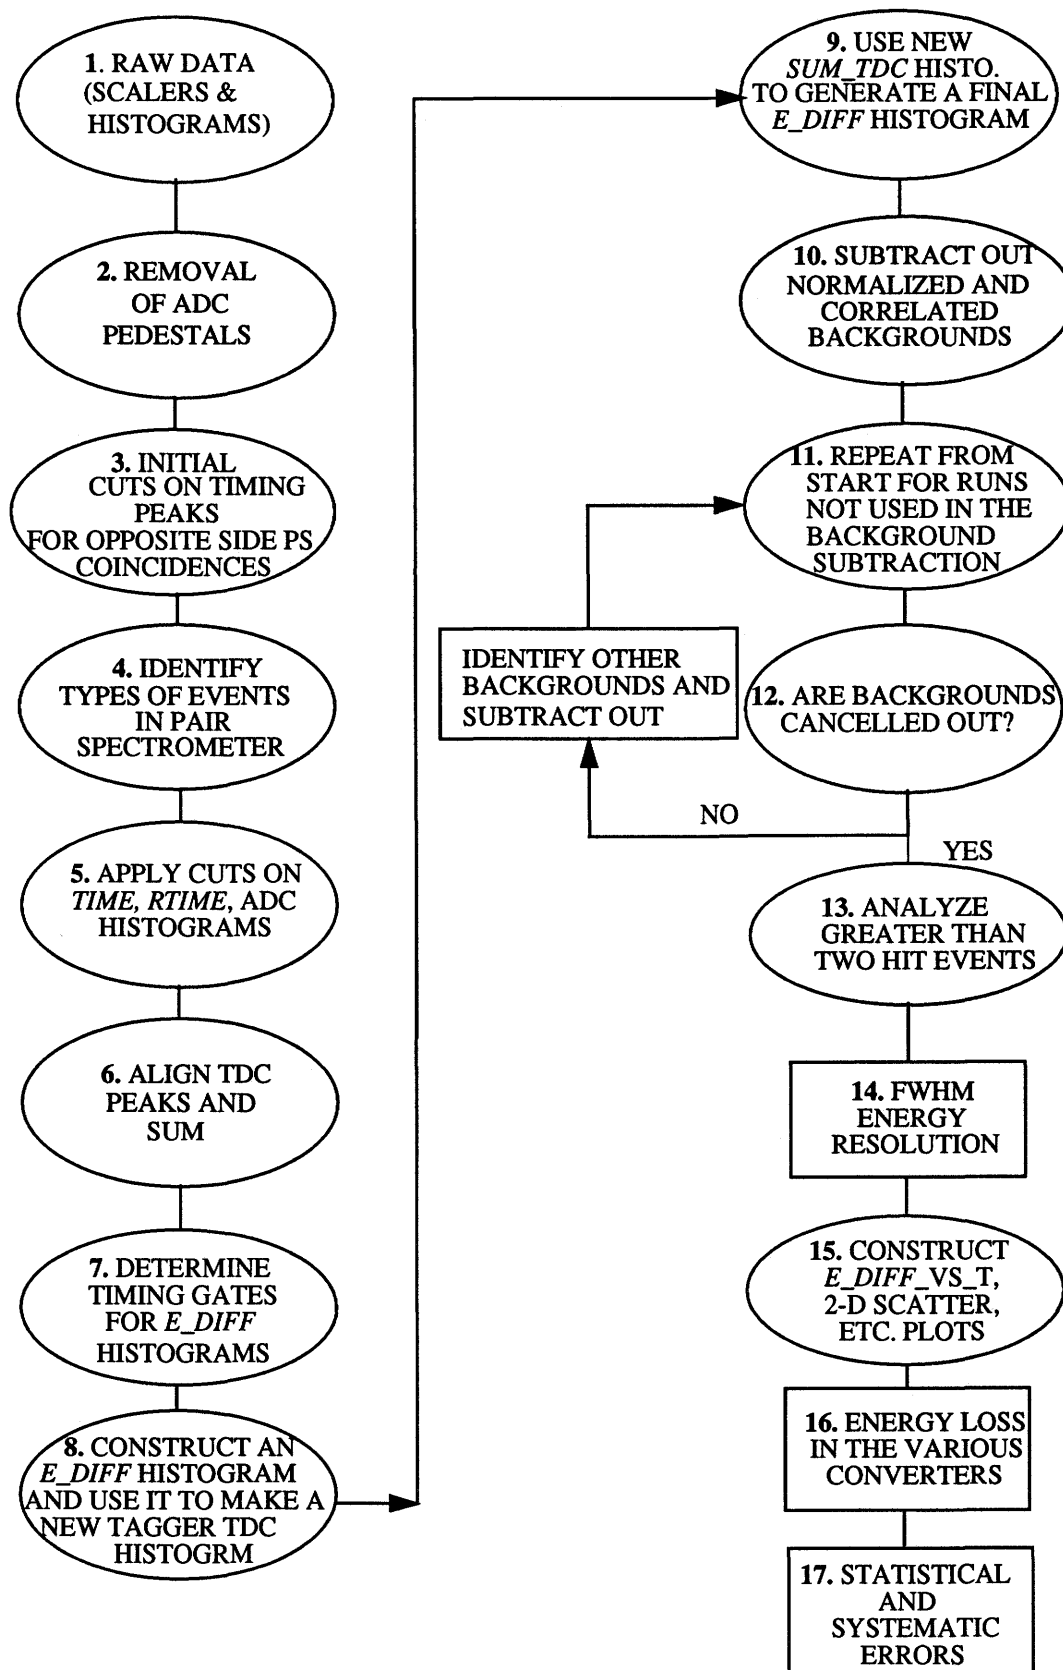 1. RAW DATA
(SCALERS &
HISTOGRAMS)
2. REMOVAL
OF ADC
PEDESTALS
3. INITIAL
CUTS ON TIMING
PEAKS
FOR OPPOSITE SIDE PS
COINCIDENCES
4. IDENTIFY
TYPES OF EVENTS
IN PAIR
SPECTROMETER
5. APPLY CUTS ON
TIME, RTIME, ADC
HISTOGRAMS
6. ALIGN TDC
PEAKS AND
SUM
7. DETERMINE
TIMING GATES
FOR E_DIFF
HISTOGRAMS
8. CONSTRUCT AN
E_DIFF HISTOGRAM
AND USE IT TO MAKE A
NEW TAGGER TDC
HISTOGRM
9. USE NEW
SUM_TDC HISTO.
TO GENERATE A FINAL
E_DIFF HISTOGRAM
10. SUBTRACT OUT
NORMALIZED AND
CORRELATED
BACKGROUNDS
11. REPEAT FROM
START FOR RUNS
NOT USED IN THE
BACKGROUND
SUBTRACTION
IDENTIFY OTHER
BACKGROUNDS AND
SUBTRACT OUT
12. ARE BACKGROUNDS
CANCELLED OUT?
NO
YES
13. ANALYZE
GREATER THAN
TWO HIT EVENTS
14. FWHM
ENERGY
RESOLUTION
15. CONSTRUCT
E_DIFF_VS_T,
2-D SCATTER,
ETC. PLOTS
16. ENERGY LOSS
IN THE VARIOUS
CONVERTERS
17. STATISTICAL
AND
SYSTEMATIC
ERRORS